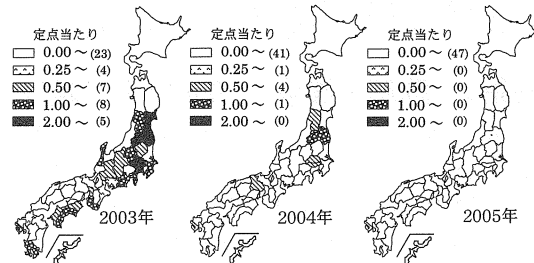 定点当たり
0.00～(23)
0.25～(4)
0.50～(7)
1.00～(8)
2.00～(5)
2003年
定点当たり
0.00～(41)
0.25～(1)
0.50～(4)
1.00～(1)
2.00～(0)
2004年
定点当たり
0.00～(47)
0.25～(0)
0.50～(0)
1.00～(0)
2.00～(0)
2005年